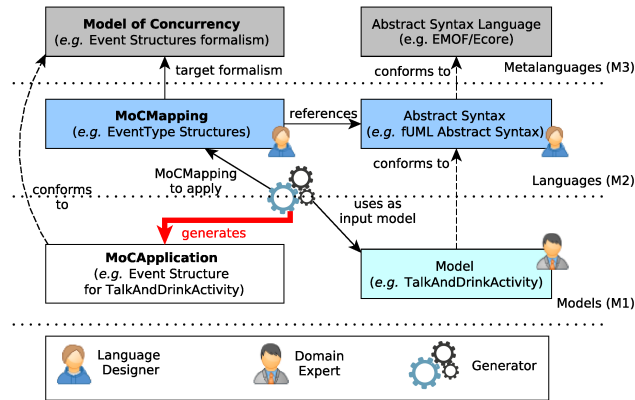 Model of Concurrency
(e.g. Event Structures formalism)
Abstract Syntax Language
(e.g. EMOF/Ecore)
target formalism
conforms to
Metalanguages (M3)
MoCMapping
(e.g. EventType Structures)
references
Abstract Syntax
(e.g. fUML Abstract Syntax)
MoCMapping
to apply
conforms to
Languages (M2)
conforms
to
uses as
input model
generates
MoCApplication
(e.g. Event Structure
for TalkAndDrinkActivity)
Model
(e.g. TalkAndDrinkActivity)
Models (M1)
Language
Designer
Domain
Expert
Generator